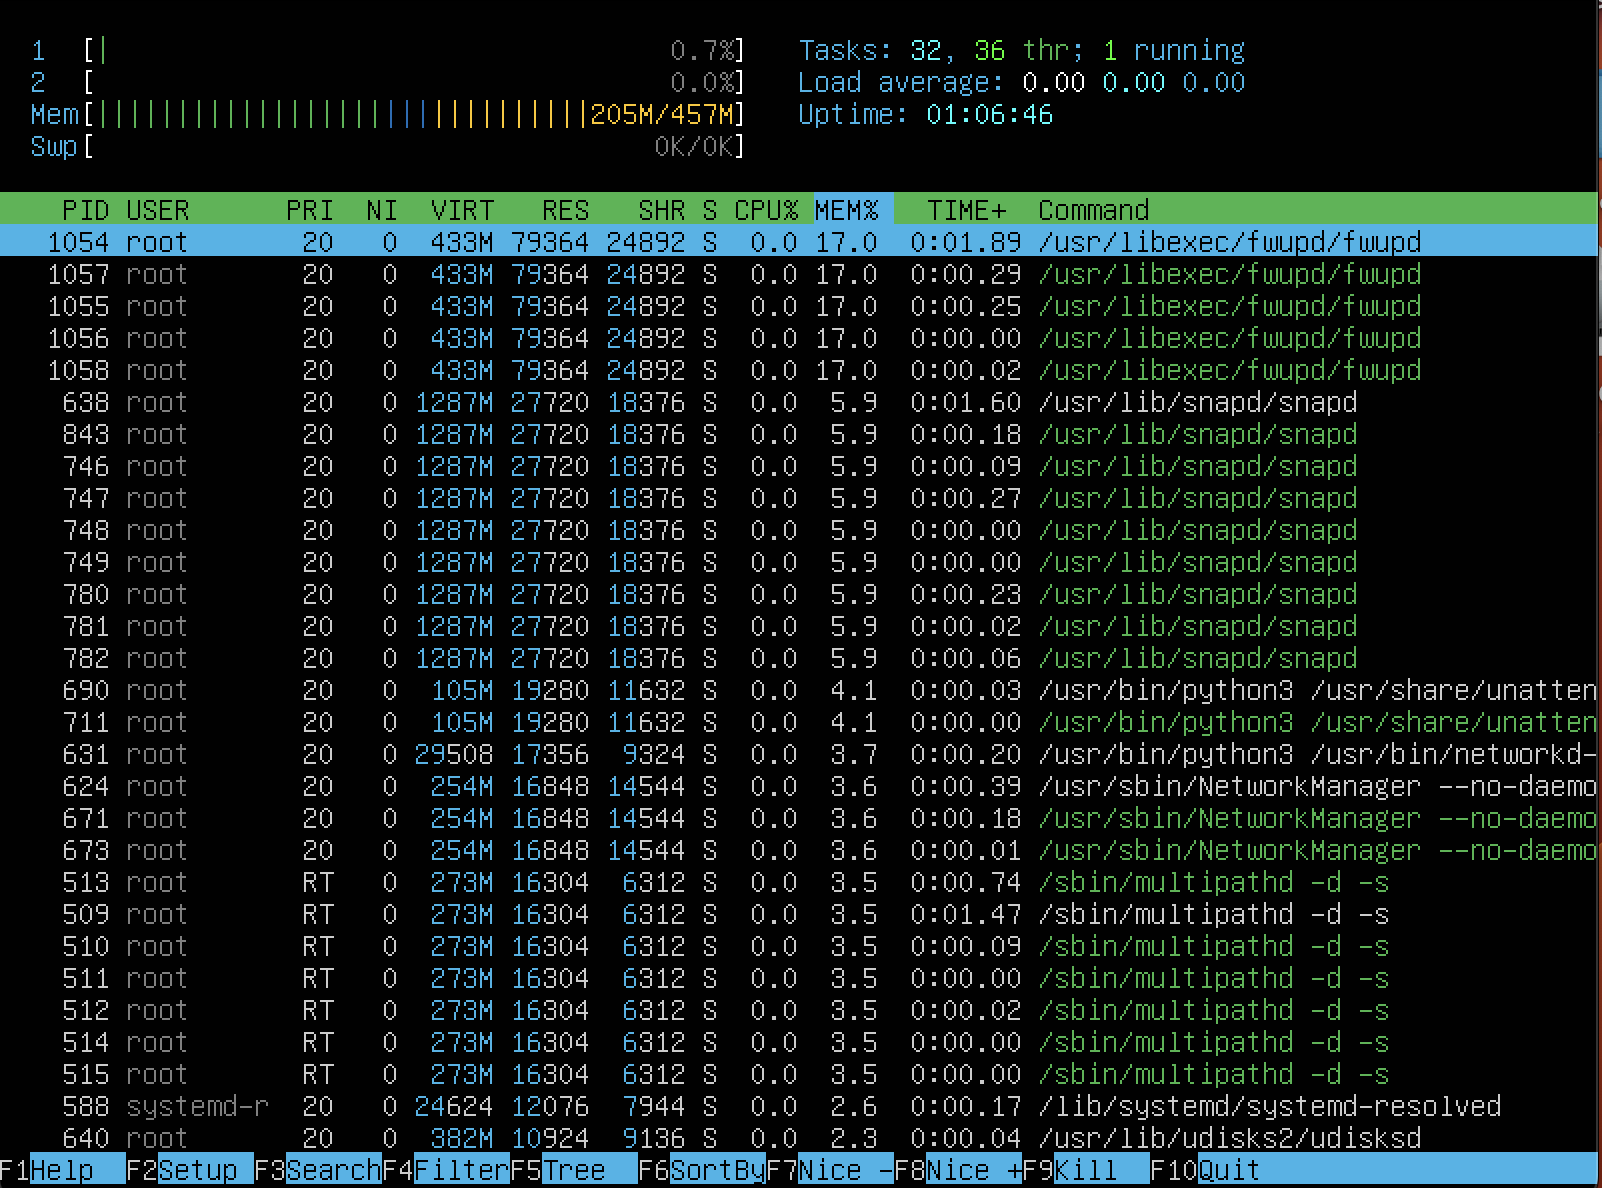 1 [| 0.7%] Tasks: 32, 36 thr; 1 running
2 [ 0.0%] Load average: 0.00 0.00 0.00
Mem[|||||||||||||||||||||||||||||||205M/457M] Uptime: 01:06:46
Swp[ 0K/0K]
PID USER PRI NI VIRT RES SHR S CPU% MEM% TIME+ Command
1054 root 20 0 433M 79364 24892 S 0.0 17.0 0:01.89 /usr/libexec/fwupd/fwupd
1057 root 20 0 433M 79364 24892 S 0.0 17.0 0:00.29 /usr/libexec/fwupd/fwupd
1055 root 20 0 433M 79364 24892 S 0.0 17.0 0:00.25 /usr/libexec/fwupd/fwupd
1056 root 20 0 433M 79364 24892 S 0.0 17.0 0:00.00 /usr/libexec/fwupd/fwupd
1058 root 20 0 433M 79364 24892 S 0.0 17.0 0:00.02 /usr/libexec/fwupd/fwupd
638 root 20 0 1287M 27720 18376 S 0.0 5.9 0:01.60 /usr/lib/snapd/snapd
843 root 20 0 1287M 27720 18376 S 0.0 5.9 0:00.18 /usr/lib/snapd/snapd
746 root 20 0 1287M 27720 18376 S 0.0 5.9 0:00.09 /usr/lib/snapd/snapd
747 root 20 0 1287M 27720 18376 S 0.0 5.9 0:00.27 /usr/lib/snapd/snapd
748 root 20 0 1287M 27720 18376 S 0.0 5.9 0:00.00 /usr/lib/snapd/snapd
749 root 20 0 1287M 27720 18376 S 0.0 5.9 0:00.00 /usr/lib/snapd/snapd
780 root 20 0 1287M 27720 18376 S 0.0 5.9 0:00.23 /usr/lib/snapd/snapd
781 root 20 0 1287M 27720 18376 S 0.0 5.9 0:00.02 /usr/lib/snapd/snapd
782 root 20 0 1287M 27720 18376 S 0.0 5.9 0:00.06 /usr/lib/snapd/snapd
690 root 20 0 105M 19280 11632 S 0.0 4.1 0:00.03 /usr/bin/python3 /usr/share/unatten
711 root 20 0 105M 19280 11632 S 0.0 4.1 0:00.00 /usr/bin/python3 /usr/share/unatten
631 root 20 0 29508 17356 9324 S 0.0 3.7 0:00.20 /usr/bin/python3 /usr/bin/networkd-
624 root 20 0 254M 16848 14544 S 0.0 3.6 0:00.39 /usr/sbin/NetworkManager --no-daemo
671 root 20 0 254M 16848 14544 S 0.0 3.6 0:00.18 /usr/sbin/NetworkManager --no-daemo
673 root 20 0 254M 16848 14544 S 0.0 3.6 0:00.01 /usr/sbin/NetworkManager --no-daemo
513 root RT 0 273M 16304 6312 S 0.0 3.5 0:00.74 /sbin/multipathd -d -s
509 root RT 0 273M 16304 6312 S 0.0 3.5 0:01.47 /sbin/multipathd -d -s
510 root RT 0 273M 16304 6312 S 0.0 3.5 0:00.09 /sbin/multipathd -d -s
511 root RT 0 273M 16304 6312 S 0.0 3.5 0:00.00 /sbin/multipathd -d -s
512 root RT 0 273M 16304 6312 S 0.0 3.5 0:00.02 /sbin/multipathd -d -s
514 root RT 0 273M 16304 6312 S 0.0 3.5 0:00.00 /sbin/multipathd -d -s
515 root RT 0 273M 16304 6312 S 0.0 3.5 0:00.00 /sbin/multipathd -d -s
588 systemd-r 20 0 24624 12076 7944 S 0.0 2.6 0:00.17 /lib/systemd/systemd-resolved
640 root 20 0 382M 10924 9136 S 0.0 2.3 0:00.04 /usr/lib/udisks2/udisksd
F1Help F2Setup F3SearchF4FilterF5Tree F6SortByF7Nice -F8Nice +F9Kill F10Quit